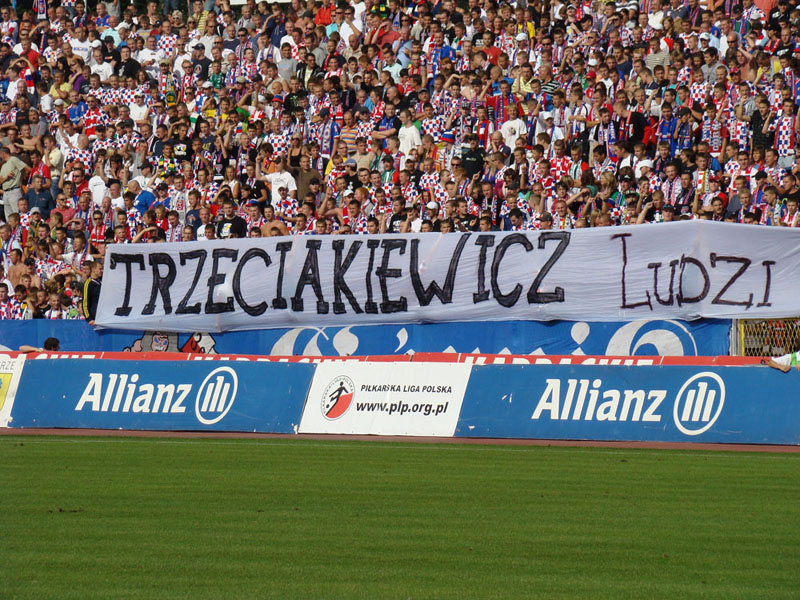 TRZECIAKIEWICZ LUDZI
Allianz
PIŁKARSKA LIGA POLSKA
www.plp.org.pl
Allianz